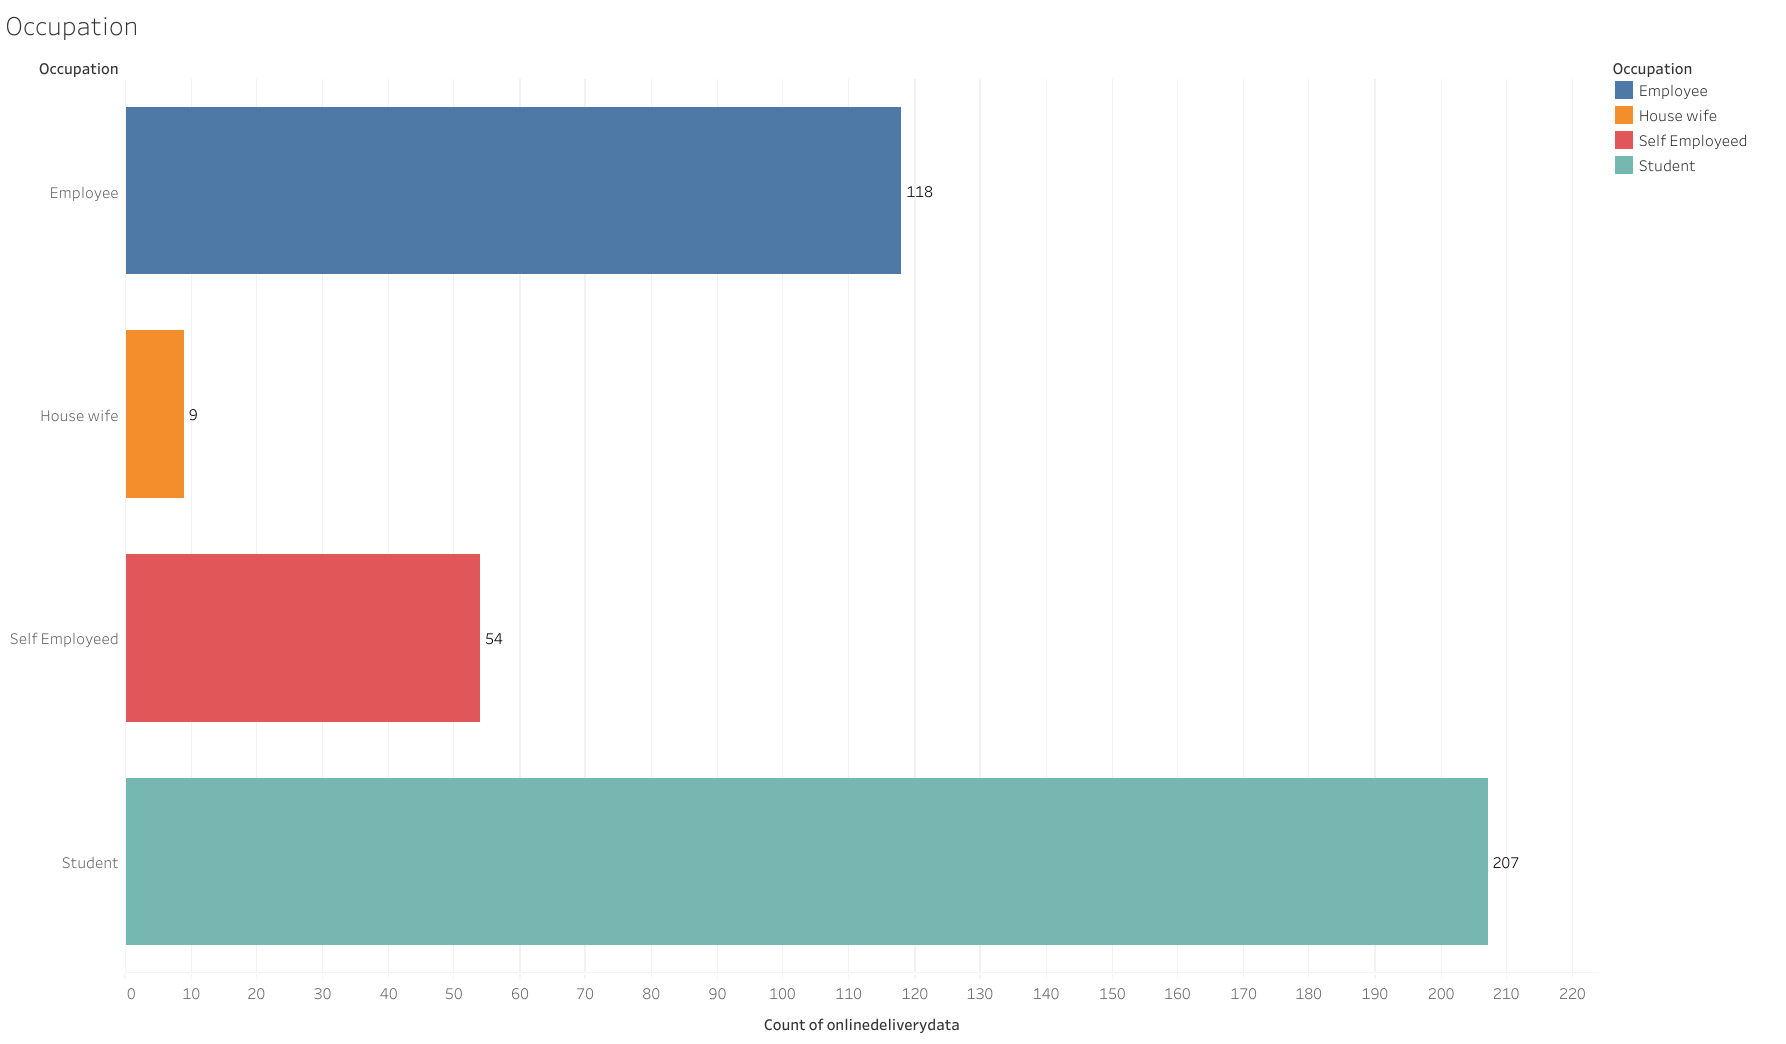 Occupation
Occupation
Employee
118
House wife
9
Self Employeed
54
Student
207
0 10 20 30 40 50 60 70 80 90 100 110 120 130 140 150 160 170 180 190 200 210 220
Count of onlinedeliverydata
Occupation
Employee
House wife
Self Employeed
Student